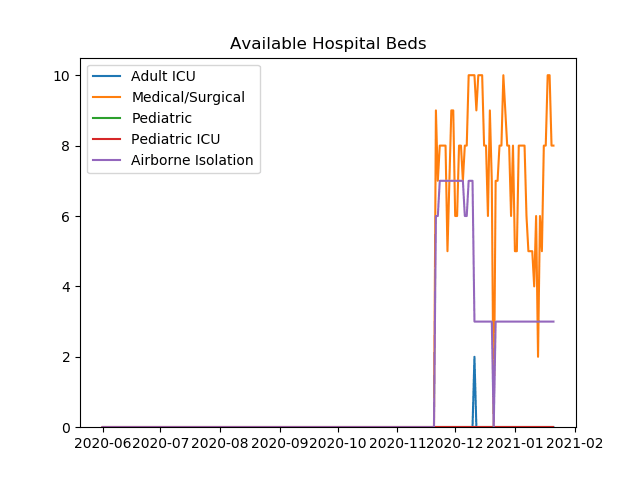 Available Hospital Beds
Adult ICU
Medical/Surgical
Pediatric
Pediatric ICU
Airborne Isolation
10
8
6
4
2
0
2020-06 2020-07 2020-08 2020-09 2020-10 2020-11 2020-12 2021-01 2021-02